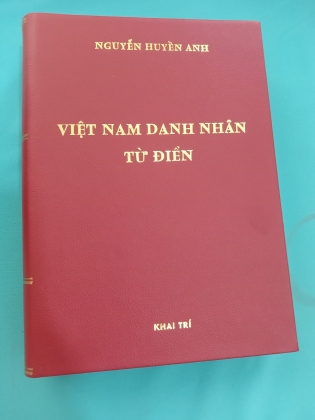 NGUYỄN HUYỀN ANH
VIỆT NAM DANH NHÂN
TỪ ĐIỂN
KHAI TRÍ